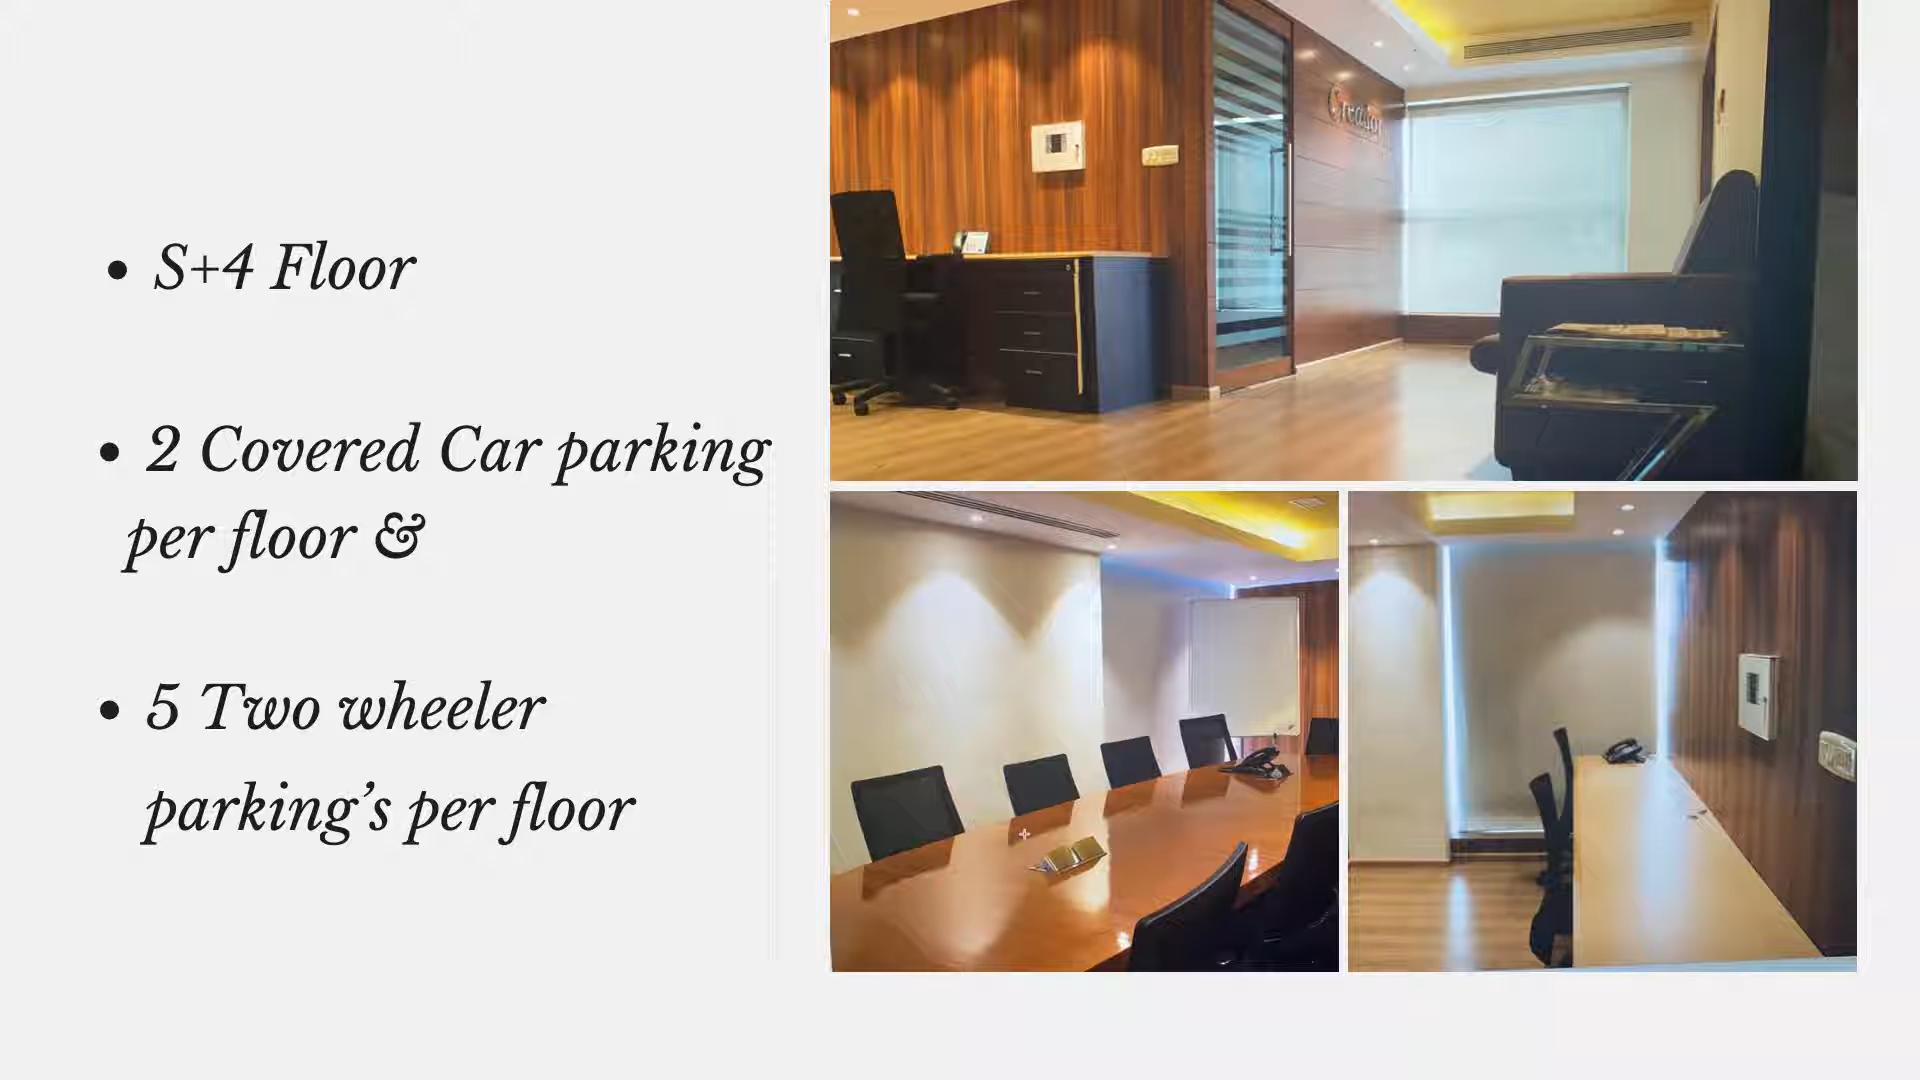 • S+4 Floor
• 2 Covered Car parking
per floor &
• 5 Two wheeler
parking’s per floor